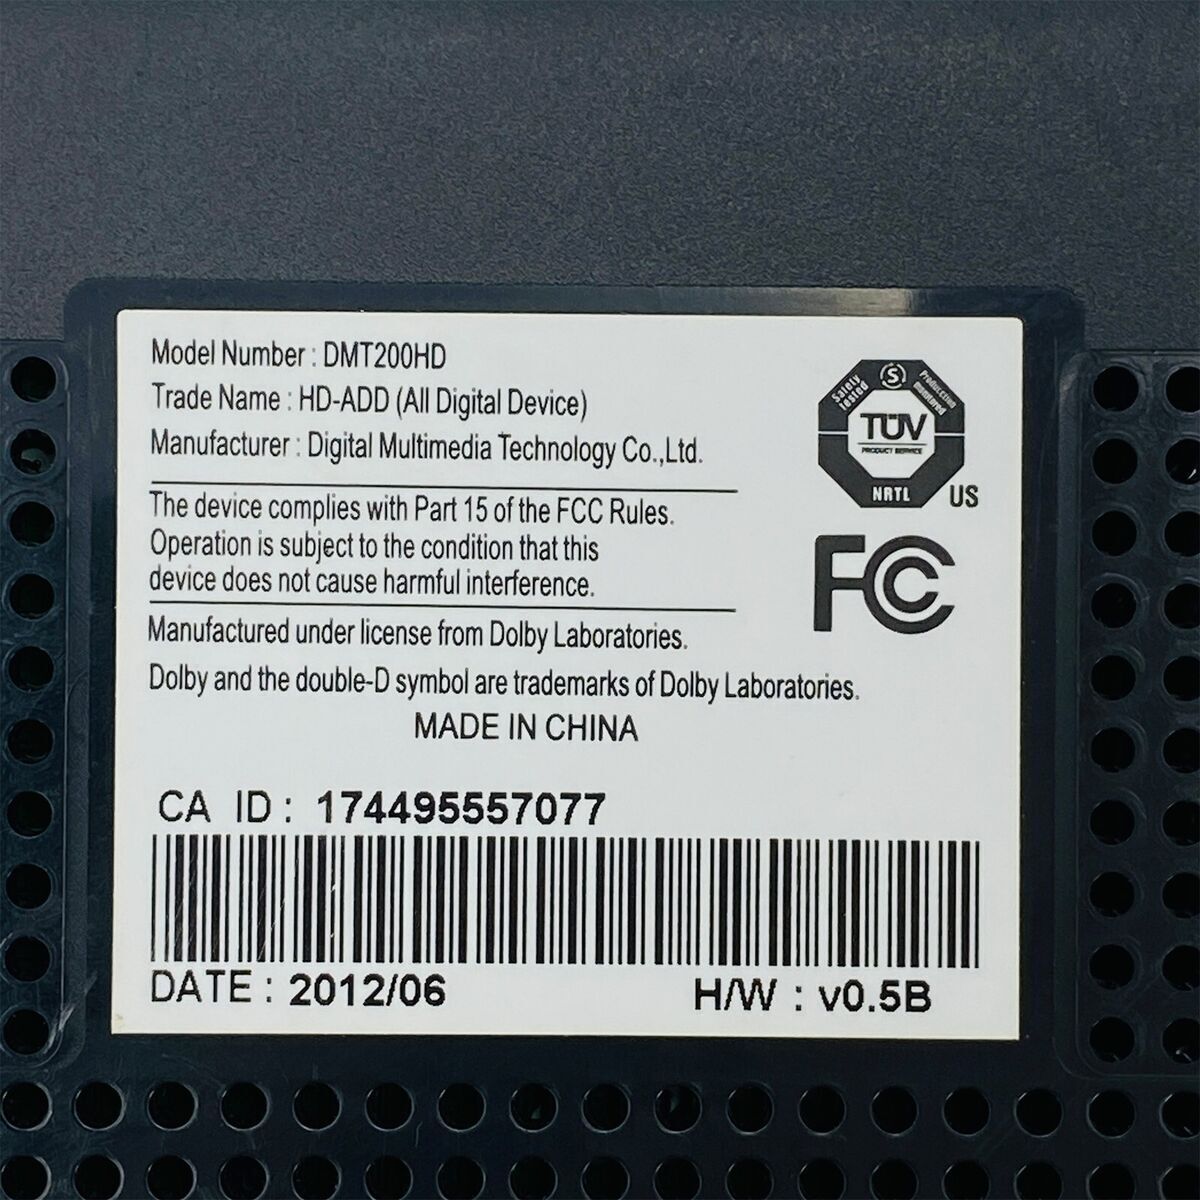 Model Number : DMT200HD
Trade Name : HD-ADD (All Digital Device)
Manufacturer : Digital Multimedia Technology Co.,Ltd.
The device complies with Part 15 of the FCC Rules.
Operation is subject to the condition that this
device does not cause harmful interference.
Manufactured under license from Dolby Laboratories.
Dolby and the double-D symbol are trademarks of Dolby Laboratories.
MADE IN CHINA
Safety tested
S
Production monitored
TÜV
PRODUCT SERVICE
NRTL
US
FC
CA ID : 174495557077
DATE : 2012/06
H/W : v0.5B